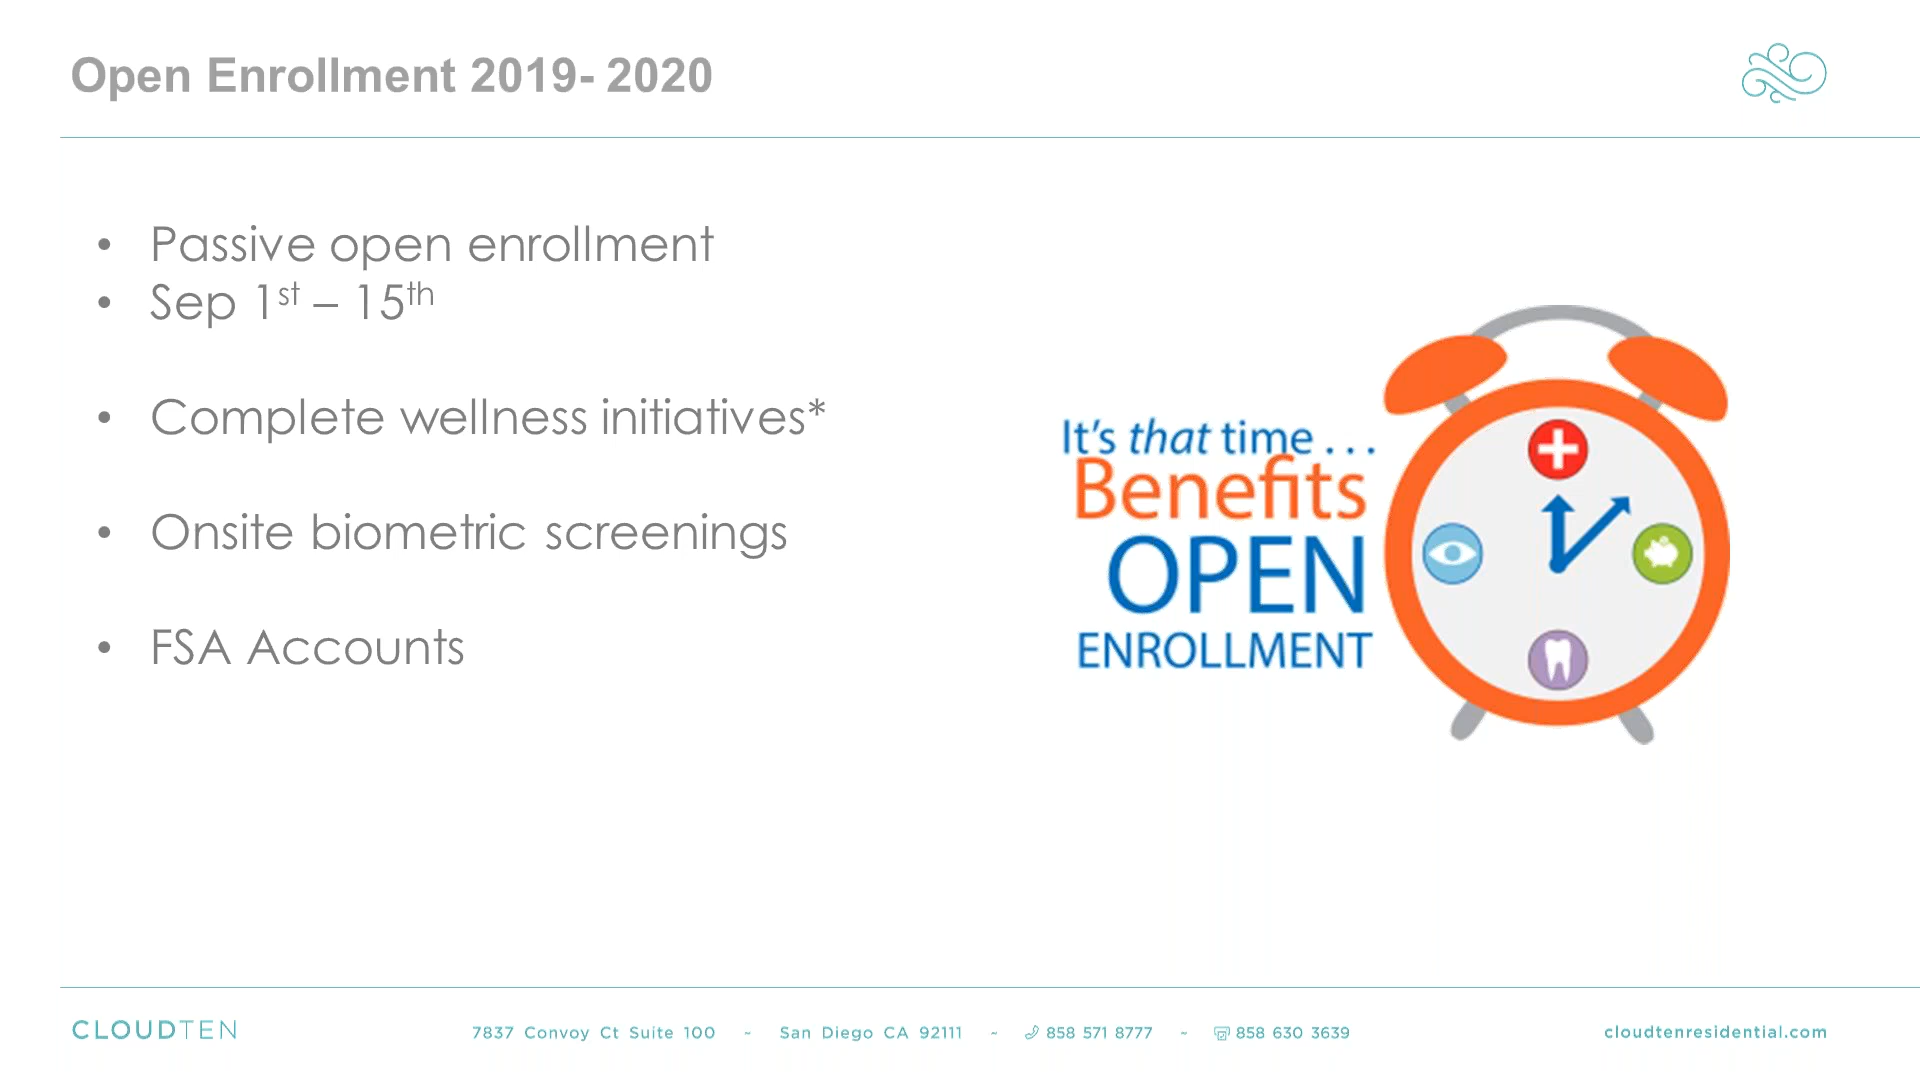 Open Enrollment 2019- 2020
• Passive open enrollment
• Sep 1st – 15th
• Complete wellness initiatives*
• Onsite biometric screenings
• FSA Accounts
It's that time . . .
Benefits
OPEN
ENROLLMENT
CLOUDTEN
7837 Convoy Ct Suite 100 ~ San Diego CA 92111 ~ 858 571 8777 ~ 858 630 3639
cloudtenresidential.com